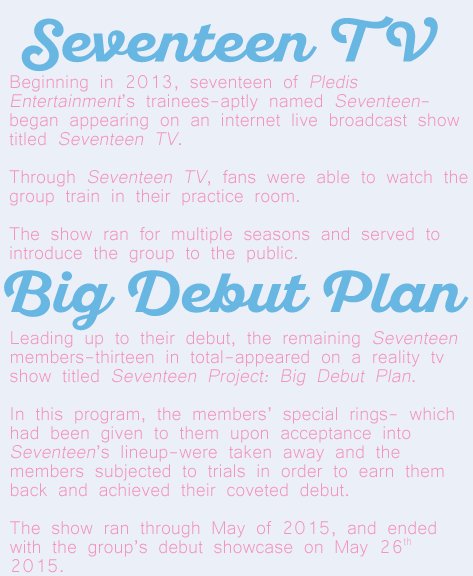 Seventeen TV
Beginning in 2013, seventeen of Pledis
Entertainment's trainees-aptly named Seventeen-
began appearing on an internet live broadcast show
titled Seventeen TV.
Through Seventeen TV, fans were able to watch the
group train in their practice room.
The show ran for multiple seasons and served to
introduce the group to the public.
Big Debut Plan
Leading up to their debut, the remaining Seventeen
members-thirteen in total-appeared on a reality tv
show titled Seventeen Project: Big Debut Plan.
In this program, the members' special rings- which
had been given to them upon acceptance into
Seventeen's lineup-were taken away and the
members subjected to trials in order to earn them
back and achieved their coveted debut.
The show ran through May of 2015, and ended
with the group's debut showcase on May 26th
2015.